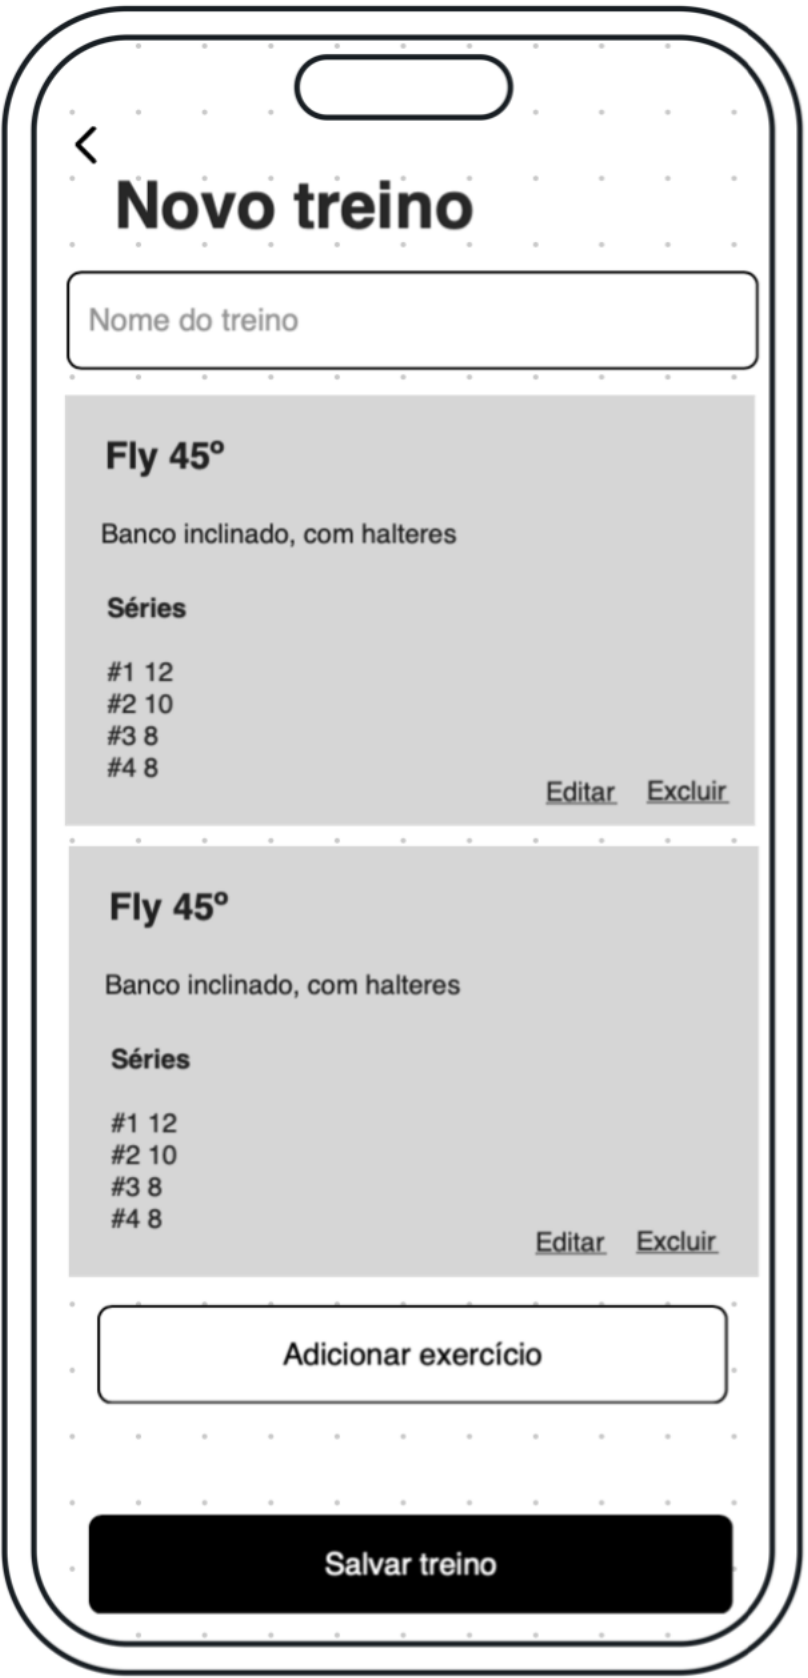 Novo treino
Nome do treino
Fly 45º
Banco inclinado, com halteres
Séries
#1 12
#2 10
#3 8
#4 8
Editar Excluir
Fly 45º
Banco inclinado, com halteres
Séries
#1 12
#2 10
#3 8
#4 8
Editar Excluir
Adicionar exercício
Salvar treino